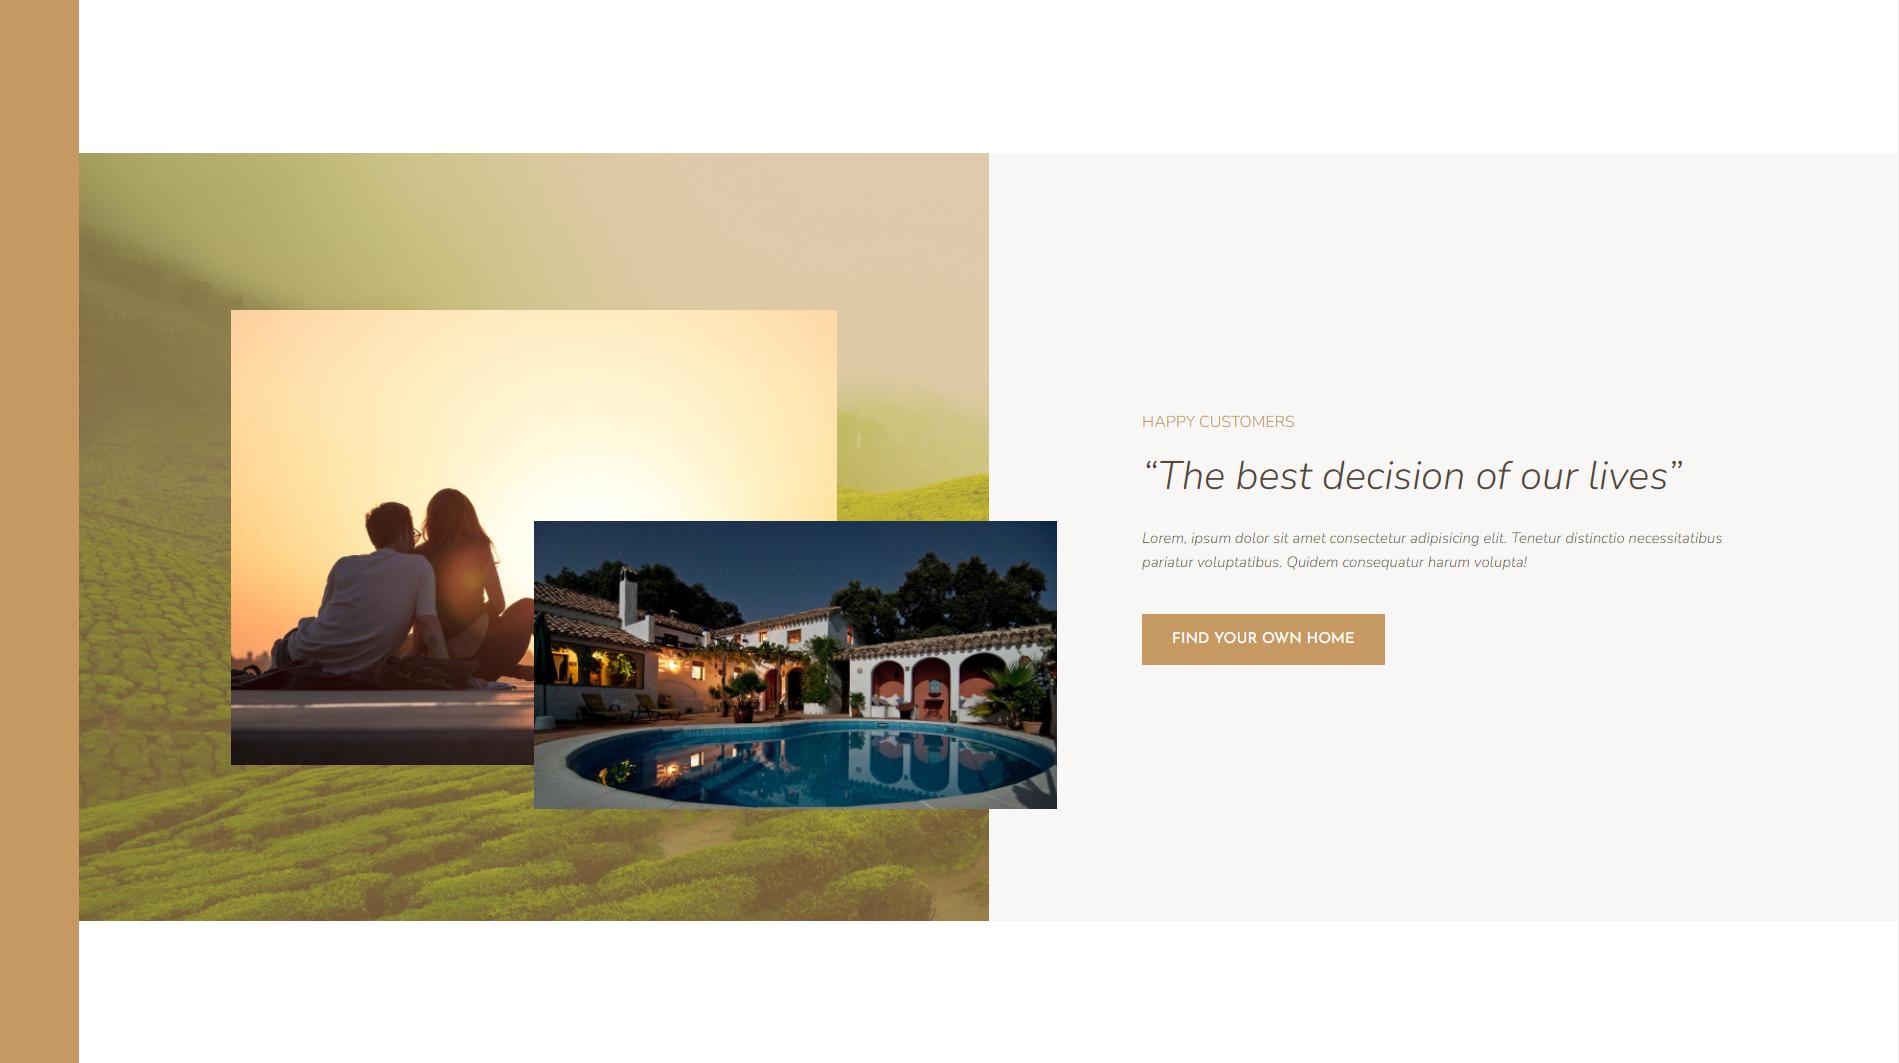 HAPPY CUSTOMERS
“The best decision of our lives”
Lorem, ipsum dolor sit amet consectetur adipisicing elit. Tenetur distinctio necessitatibus
pariatur voluptatibus. Quidem consequatur harum volupta!
FIND YOUR OWN HOME